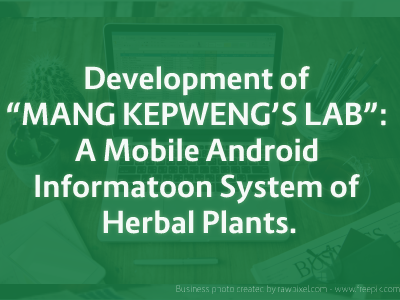 Development of
“MANG KEPWENG’S LAB”:
A Mobile Android
Informatoon System of
Herbal Plants.
Business photo created by rawpixel.com - www.freepi.com